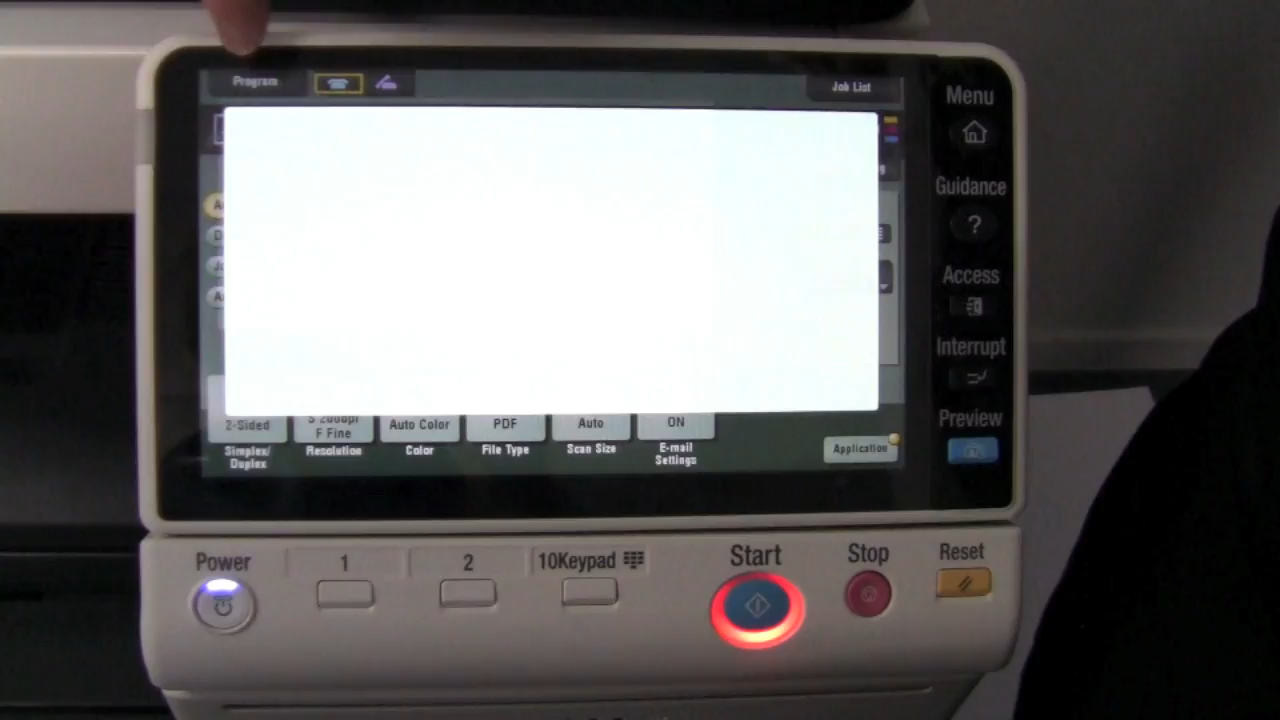 Program
Job List
Menu
Guidance
?
Access
Interrupt
Preview
2-Sided
F Fine
Auto Color
PDF
Auto
ON
Simplex/
Duplex
Resolution
Color
File Type
Scan Size
E-mail
Settings
Application
Power
1
2
10Keypad
Start
Stop
Reset